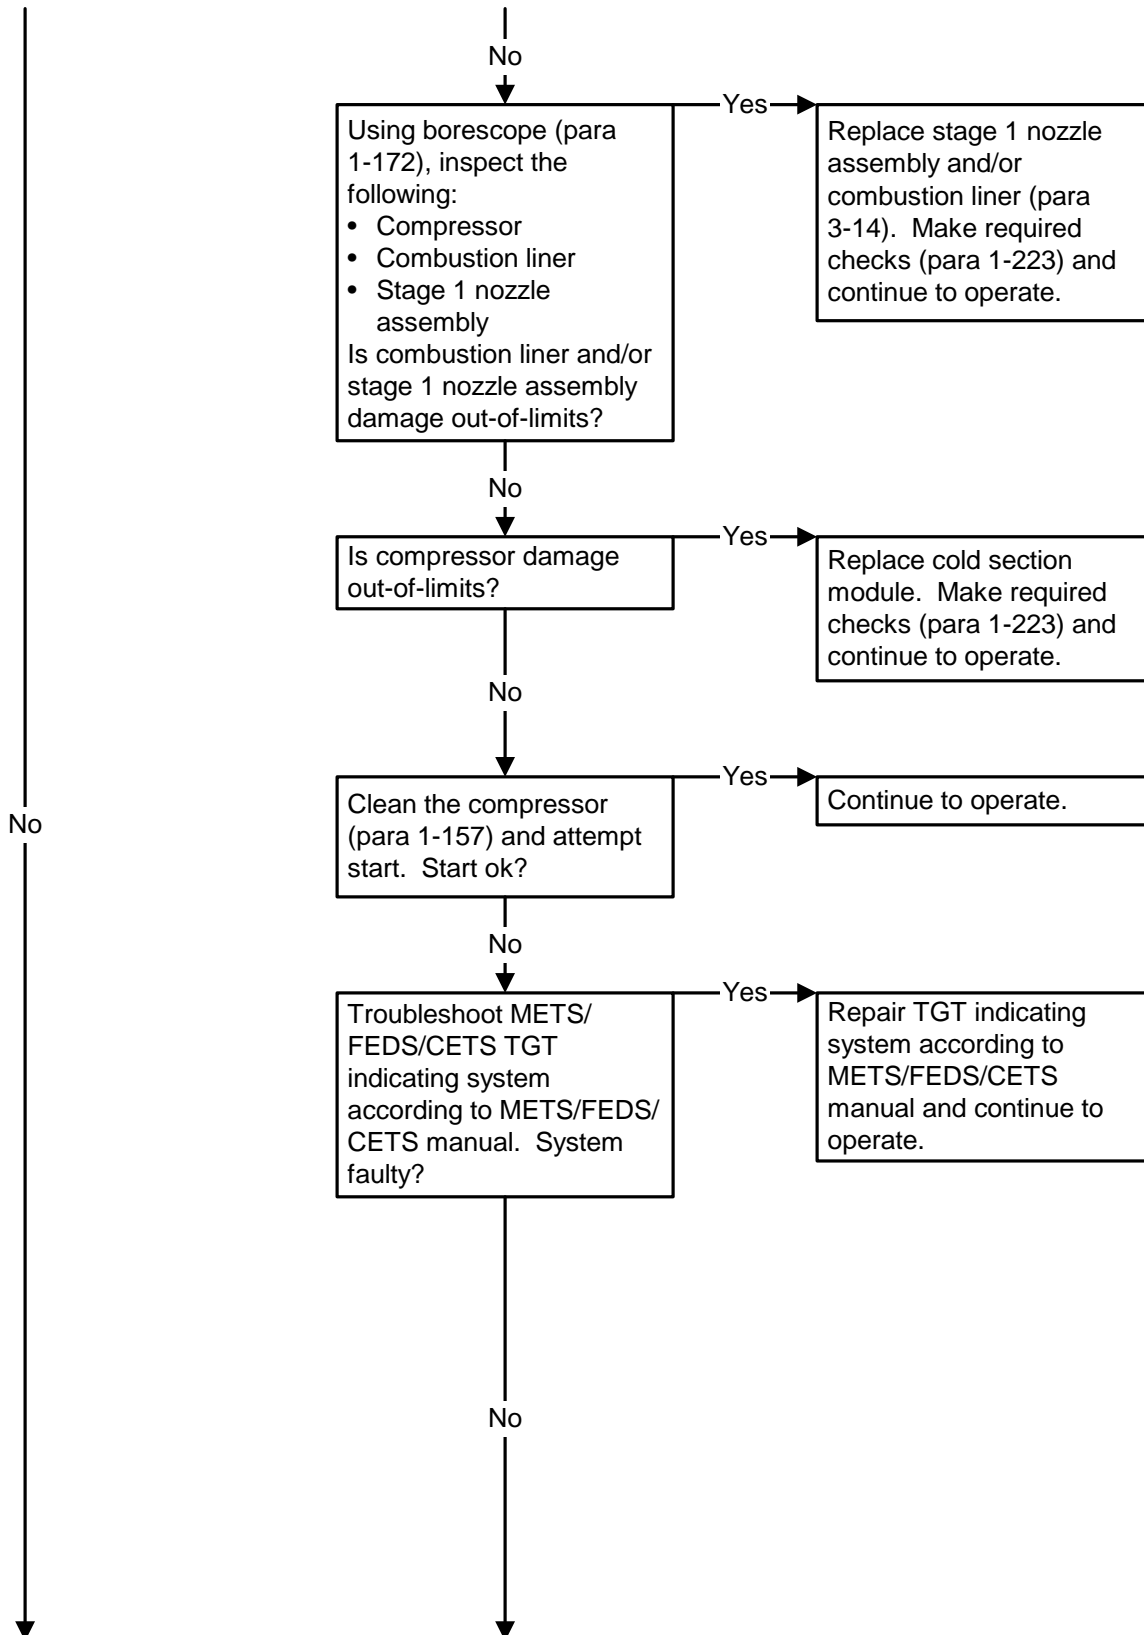 No
Using borescope (para
1-172), inspect the
following:
• Compressor
• Combustion liner
• Stage 1 nozzle
assembly
Is combustion liner and/or
stage 1 nozzle assembly
damage out-of-limits?
Yes
Replace stage 1 nozzle
assembly and/or
combustion liner (para
3-14).  Make required
checks (para 1-223) and
continue to operate.
No
Is compressor damage
out-of-limits?
Yes
Replace cold section
module.  Make required
checks (para 1-223) and
continue to operate.
No
Clean the compressor
(para 1-157) and attempt
start.  Start ok?
Yes
Continue to operate.
No
No
Troubleshoot METS/
FEDS/CETS TGT
indicating system
according to METS/FEDS/
CETS manual.  System
faulty?
Yes
Repair TGT indicating
system according to
METS/FEDS/CETS
manual and continue to
operate.
No